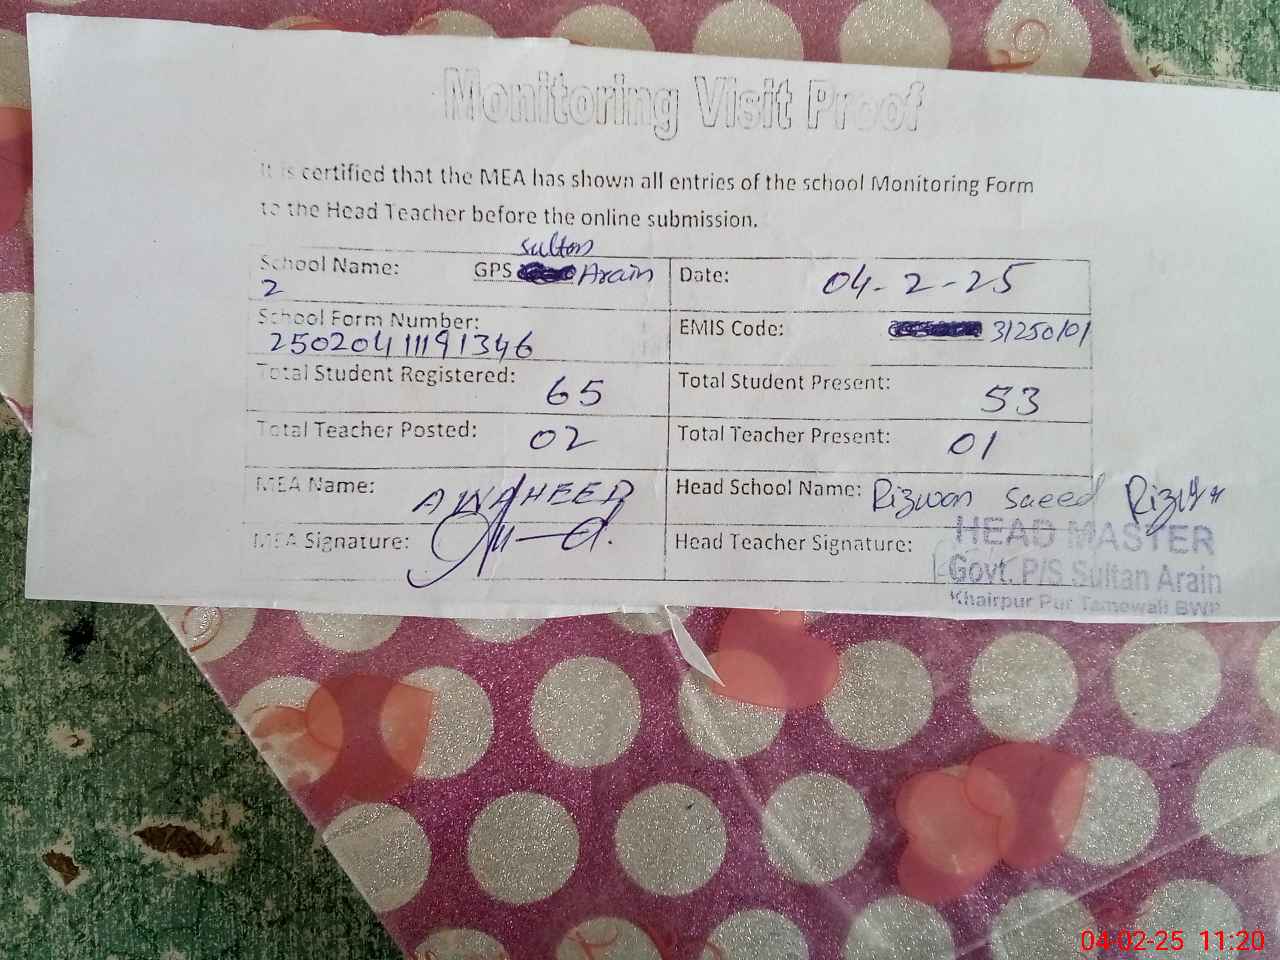 Monitoring Visit Proof
It is certified that the MEA has shown all entries of the school Monitoring Form
to the Head Teacher before the online submission.
School Name: GPS Sultan Arain
2
Date: 04-2-25
School Form Number:
25020411191346
EMIS Code: 31250101
Total Student Registered: 65
Total Student Present: 53
Total Teacher Posted: 02
Total Teacher Present: 01
MEA Name: A WAHEED
Head School Name: Rizwan Saeed
MEA Signature:
Head Teacher Signature:
HEAD MASTER
Govt. P/S Sultan Arain
Khairpur Pur Tamewali BWP
04-02-25 11:20